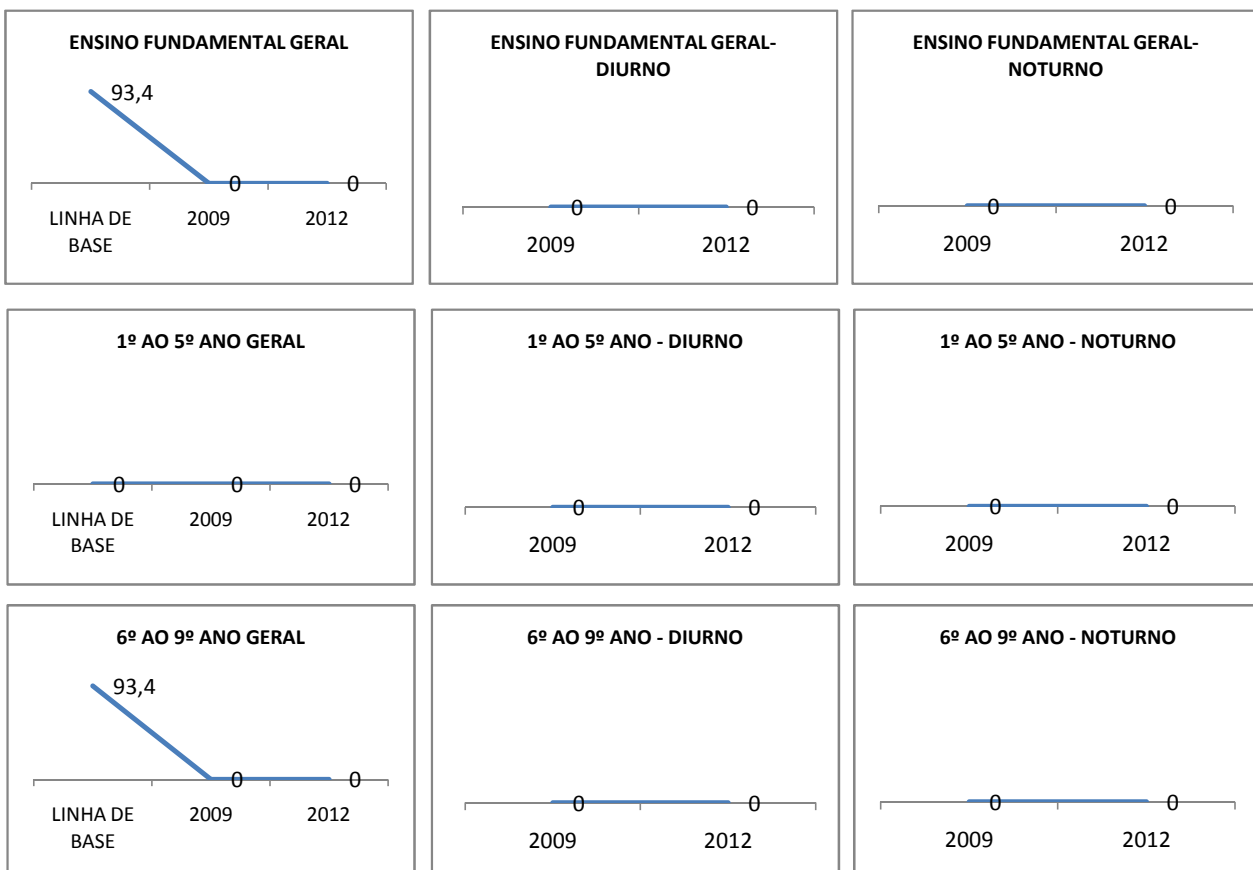 ENSINO FUNDAMENTAL GERAL
93,4
0
0
LINHA DE
BASE
2009
2012
ENSINO FUNDAMENTAL GERAL-
DIURNO
0
0
2009
2012
ENSINO FUNDAMENTAL GERAL-
NOTURNO
0
0
2009
2012
1º AO 5º ANO GERAL
0
0
0
LINHA DE
BASE
2009
2012
1º AO 5º ANO - DIURNO
0
0
2009
2012
1º AO 5º ANO - NOTURNO
0
0
2009
2012
6º AO 9º ANO GERAL
93,4
0
0
LINHA DE
BASE
2009
2012
6º AO 9º ANO - DIURNO
0
0
2009
2012
6º AO 9º ANO - NOTURNO
0
0
2009
2012